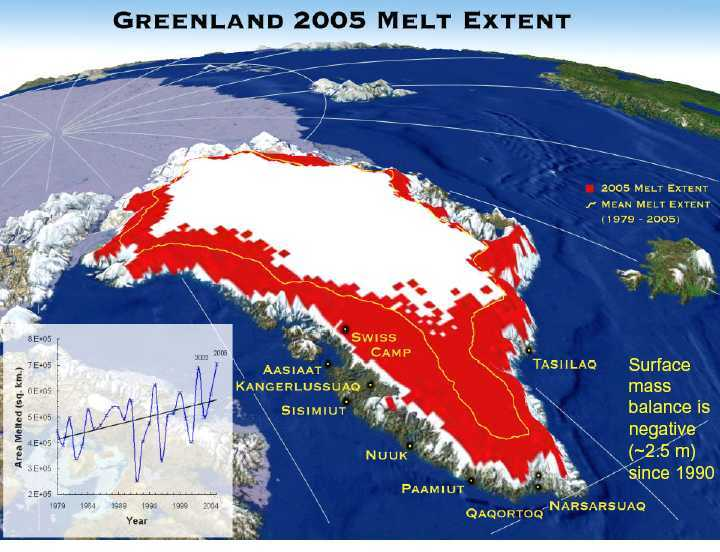 GREENLAND 2005 MELT EXTENT
2005 MELT EXTENT
MEAN MELT EXTENT
(1979 - 2005)
SWISS
CAMP
AASIAAT
KANGERLUSSUAQ
SISIMIUT
TASIILAQ
NUUK
PAAMIUT
QAQORTOQ
NARSARSUAQ
Surface
mass
balance is
negative
(~2.5 m)
since 1990
8.E+05
7.E+05
6.E+05
5.E+05
4.E+05
3.E+05
2.E+05
Area Melted (sq. km.)
2005
1979
1984
1989
1994
1999
2004
Year